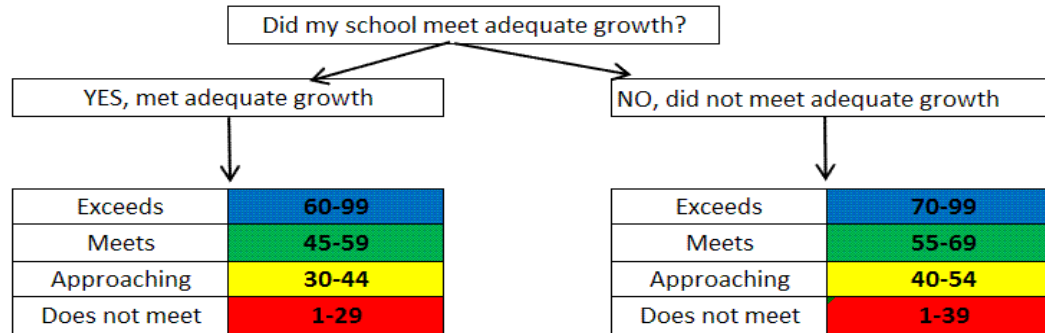 Did my school meet adequate growth?
YES, met adequate growth
NO, did not meet adequate growth
Exceeds 60-99
Meets 45-59
Approaching 30-44
Does not meet 1-29
Exceeds 70-99
Meets 55-69
Approaching 40-54
Does not meet 1-39